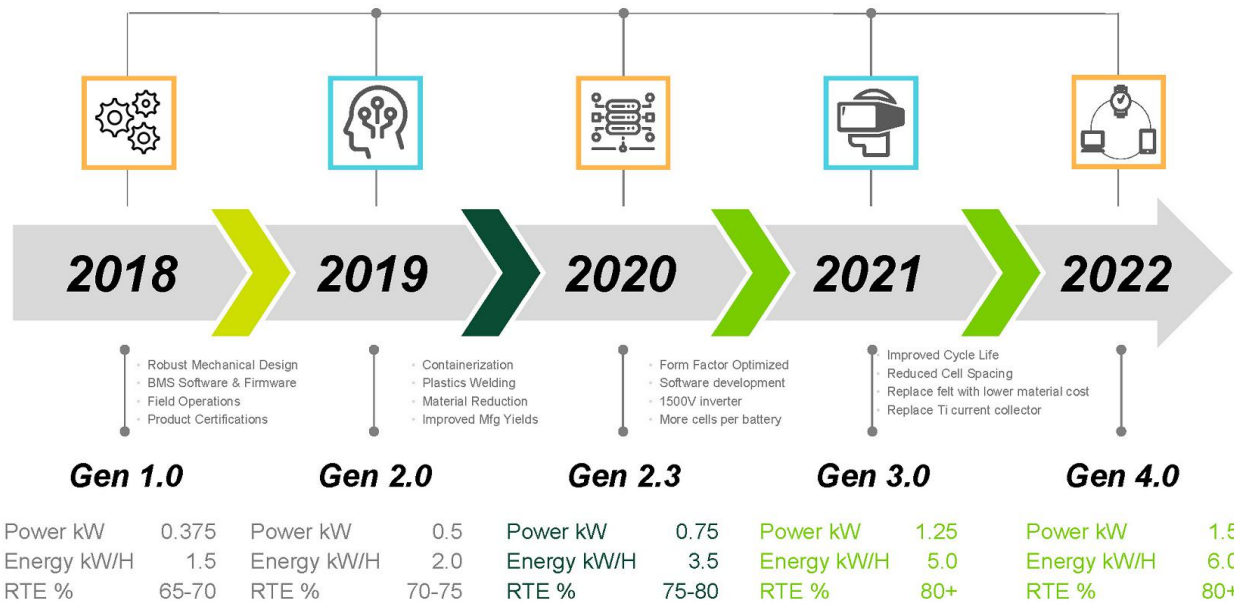 2018
2019
2020
2021
2022
Robust Mechanical Design
BMS Software & Firmware
Field Operations
Product Certifications
Containerization
Plastics Welding
Material Reduction
Improved Mfg Yields
Form Factor Optimized
Software development
1500V inverter
More cells per battery
Improved Cycle Life
Reduced Cell Spacing
Replace felt with lower material cost
Replace Ti current collector
Gen 1.0
Gen 2.0
Gen 2.3
Gen 3.0
Gen 4.0
Power kW 0.375
Energy kW/H 1.5
RTE % 65-70
Power kW 0.5
Energy kW/H 2.0
RTE % 70-75
Power kW 0.75
Energy kW/H 3.5
RTE % 75-80
Power kW 1.25
Energy kW/H 5.0
RTE % 80+
Power kW 1.5
Energy kW/H 6.0
RTE % 80+